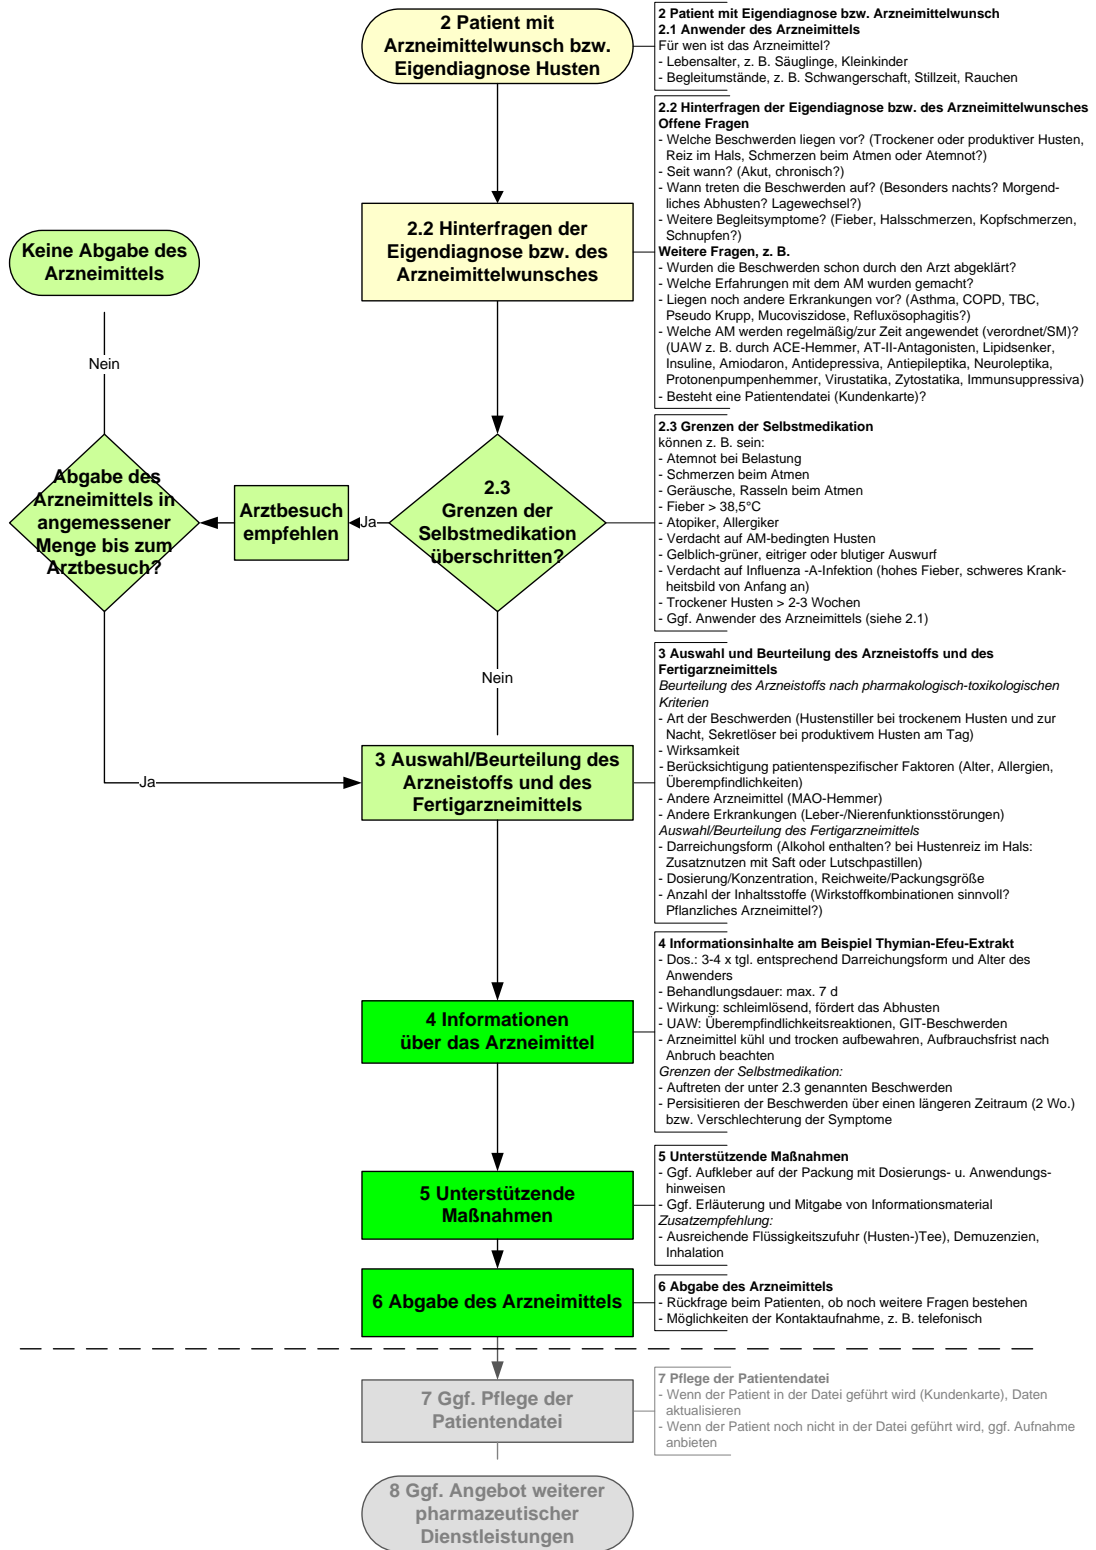 2 Patient mit
Arzneimittelwunsch bzw.
Eigendiagnose Husten
2 Patient mit Eigendiagnose bzw. Arzneimittelwunsch
2.1 Anwender des Arzneimittels
Für wen ist das Arzneimittel?
- Lebensalter, z. B. Säuglinge, Kleinkinder
- Begleitumstände, z. B. Schwangerschaft, Stillzeit, Rauchen
2.2 Hinterfragen der
Eigendiagnose bzw. des
Arzneimittelwunsches
2.2 Hinterfragen der Eigendiagnose bzw. des Arzneimittelwunsches
Offene Fragen
- Welche Beschwerden liegen vor? (Trockener oder produktiver Husten,
Reiz im Hals, Schmerzen beim Atmen oder Atemnot?)
- Seit wann? (Akut, chronisch?)
- Wann treten die Beschwerden auf? (Besonders nachts? Morgend-
liches Abhusten? Lagewechsel?)
- Weitere Begleitsymptome? (Fieber, Halsschmerzen, Kopfschmerzen,
Schnupfen?)
Weitere Fragen, z. B.
- Wurden die Beschwerden schon durch den Arzt abgeklärt?
- Welche Erfahrungen mit dem AM wurden gemacht?
- Liegen noch andere Erkrankungen vor? (Asthma, COPD, TBC,
Pseudo Krupp, Mucoviszidose, Refluxösophagitis?)
- Welche AM werden regelmäßig/zur Zeit angewendet (verordnet/SM)?
(UAW z. B. durch ACE-Hemmer, AT-II-Antagonisten, Lipidsenker,
Insuline, Amiodaron, Antidepressiva, Antiepileptika, Neuroleptika,
Protonenpumpenhemmer, Virustatika, Zytostatika, Immunsuppressiva)
- Besteht eine Patientendatei (Kundenkarte)?
Keine Abgabe des
Arzneimittels
Nein
Abgabe des
Arzneimittels in
angemessener
Menge bis zum
Arztbesuch?
Arztbesuch
empfehlen
Ja
2.3
Grenzen der
Selbstmedikation
überschritten?
2.3 Grenzen der Selbstmedikation
können z. B. sein:
- Atemnot bei Belastung
- Schmerzen beim Atmen
- Geräusche, Rasseln beim Atmen
- Fieber > 38,5°C
- Atopiker, Allergiker
- Verdacht auf AM-bedingten Husten
- Gelblich-grüner, eitriger oder blutiger Auswurf
- Verdacht auf Influenza -A-Infektion (hohes Fieber, schweres Krank-
heitsbild von Anfang an)
- Trockener Husten > 2-3 Wochen
- Ggf. Anwender des Arzneimittels (siehe 2.1)
Nein
Ja
3 Auswahl/Beurteilung des
Arzneistoffs und des
Fertigarzneimittels
3 Auswahl und Beurteilung des Arzneistoffs und des
Fertigarzneimittels
Beurteilung des Arzneistoffs nach pharmakologisch-toxikologischen
Kriterien
- Art der Beschwerden (Hustenstiller bei trockenem Husten und zur
Nacht, Sekretlöser bei produktivem Husten am Tag)
- Wirksamkeit
- Berücksichtigung patientenspezifischer Faktoren (Alter, Allergien,
Überempfindlichkeiten)
- Andere Arzneimittel (MAO-Hemmer)
- Andere Erkrankungen (Leber-/Nierenfunktionsstörungen)
Auswahl/Beurteilung des Fertigarzneimittels
- Darreichungsform (Alkohol enthalten? bei Hustenreiz im Hals:
Zusatznutzen mit Saft oder Lutschpastillen)
- Dosierung/Konzentration, Reichweite/Packungsgröße
- Anzahl der Inhaltsstoffe (Wirkstoffkombinationen sinnvoll?
Pflanzliches Arzneimittel?)
4 Informationen
über das Arzneimittel
4 Informationsinhalte am Beispiel Thymian-Efeu-Extrakt
- Dos.: 3-4 x tgl. entsprechend Darreichungsform und Alter des
Anwenders
- Behandlungsdauer: max. 7 d
- Wirkung: schleimlösend, fördert das Abhusten
- UAW: Überempfindlichkeitsreaktionen, GIT-Beschwerden
- Arzneimittel kühl und trocken aufbewahren, Aufbrauchsfrist nach
Anbruch beachten
Grenzen der Selbstmedikation:
- Auftreten der unter 2.3 genannten Beschwerden
- Persisitieren der Beschwerden über einen längeren Zeitraum (2 Wo.)
bzw. Verschlechterung der Symptome
5 Unterstützende
Maßnahmen
5 Unterstützende Maßnahmen
- Ggf. Aufkleber auf der Packung mit Dosierungs- u. Anwendungs-
hinweisen
- Ggf. Erläuterung und Mitgabe von Informationsmaterial
Zusatzempfehlung:
- Ausreichende Flüssigkeitszufuhr (Husten-)Tee), Demuzenzien,
Inhalation
6 Abgabe des Arzneimittels
6 Abgabe des Arzneimittels
- Rückfrage beim Patienten, ob noch weitere Fragen bestehen
- Möglichkeiten der Kontaktaufnahme, z. B. telefonisch
7 Ggf. Pflege der
Patientendatei
7 Pflege der Patientendatei
- Wenn der Patient in der Datei geführt wird (Kundenkarte), Daten
aktualisieren
- Wenn der Patient noch nicht in der Datei geführt wird, ggf. Aufnahme
anbieten
8 Ggf. Angebot weiterer
pharmazeutischer
Dienstleistungen